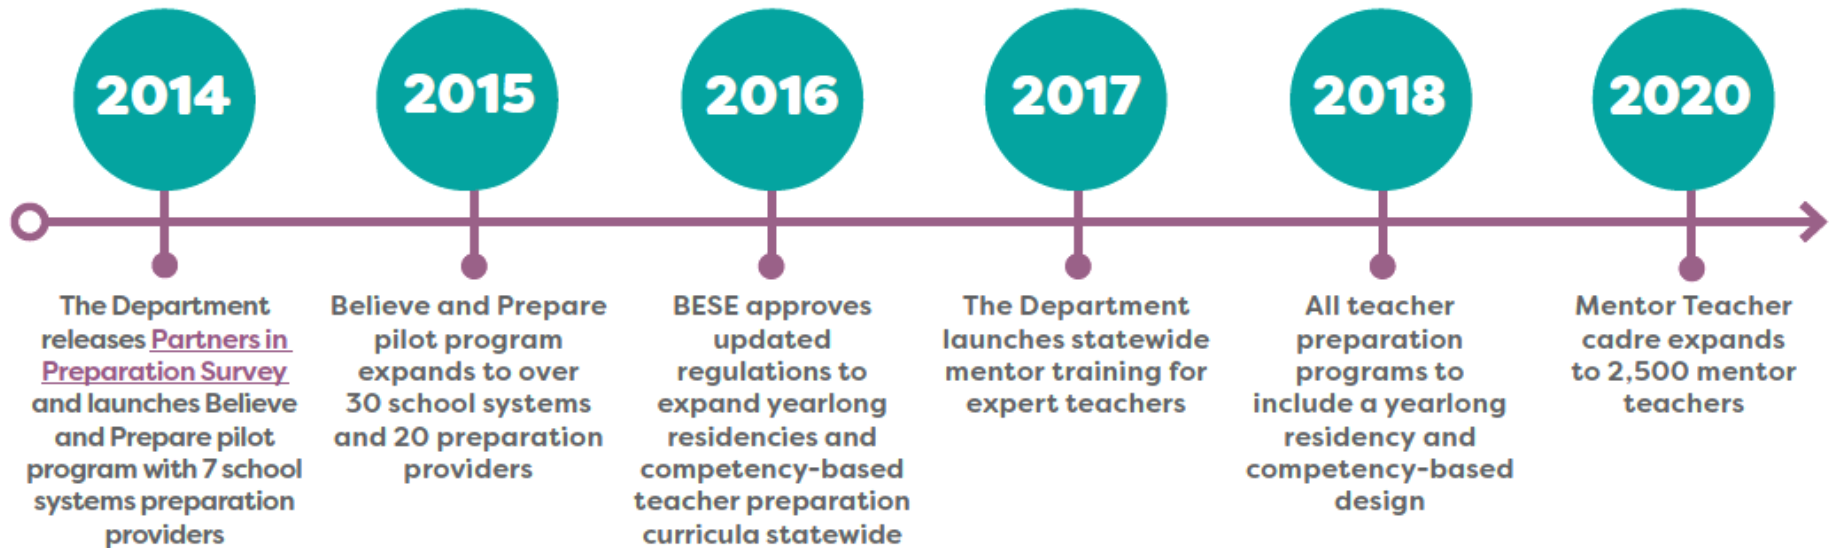 2014
2015
2016
2017
2018
2020
The Department
releases Partners in
Preparation Survey
and launches Believe
and Prepare pilot
program with 7 school
systems preparation
providers
Believe and Prepare
pilot program
expands to over
30 school systems
and 20 preparation
providers
BESE approves
updated
regulations to
expand yearlong
residencies and
competency-based
teacher preparation
curricula statewide
The Department
launches statewide
mentor training for
expert teachers
All teacher
preparation
programs to
include a yearlong
residency and
competency-based
design
Mentor Teacher
cadre expands
to 2,500 mentor
teachers